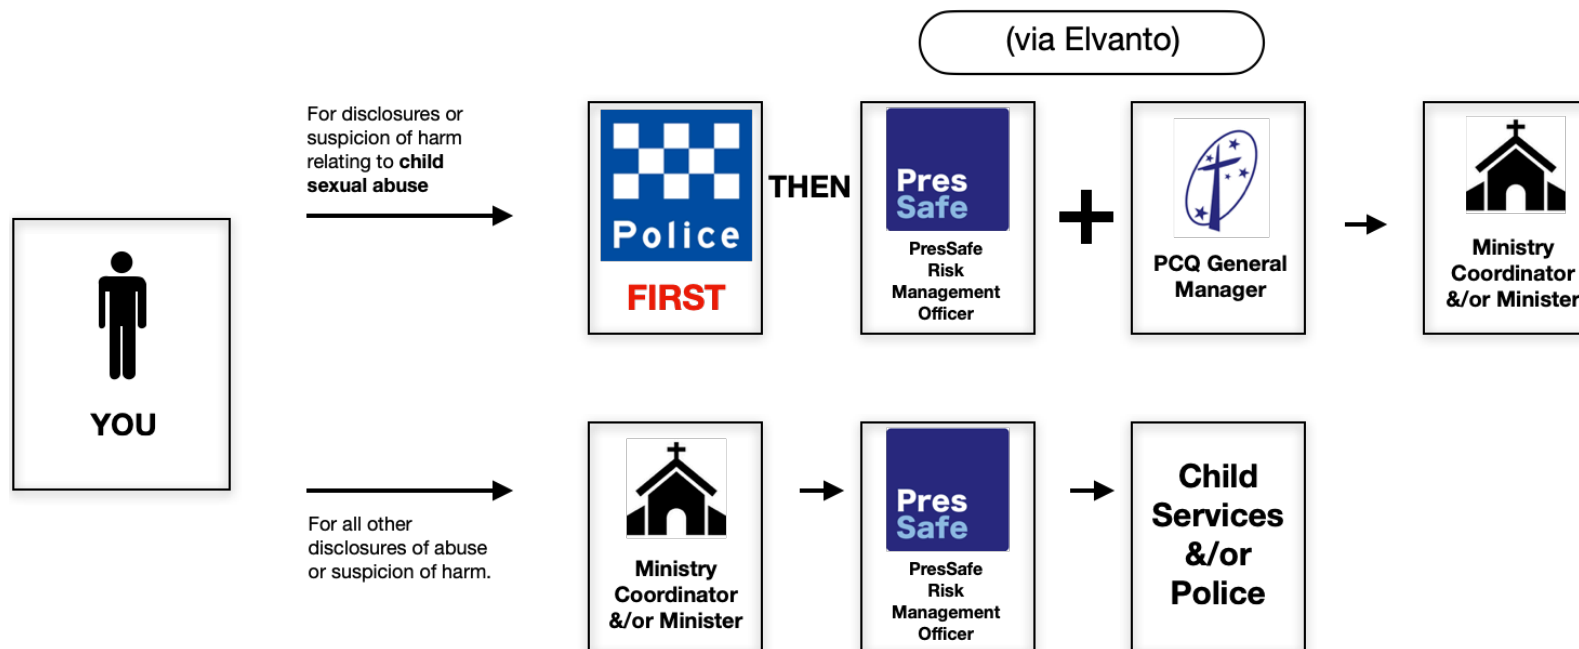 (via Elvanto)
For disclosures or
suspicion of harm
relating to child
sexual abuse
Police
FIRST
THEN
Pres
Safe
PresSafe
Risk
Management
Officer
+
PCQ General
Manager
Ministry
Coordinator
&/or Minister
YOU
For all other
disclosures of abuse
or suspicion of harm.
Ministry
Coordinator
&/or Minister
Pres
Safe
PresSafe
Risk
Management
Officer
Child
Services
&/or
Police